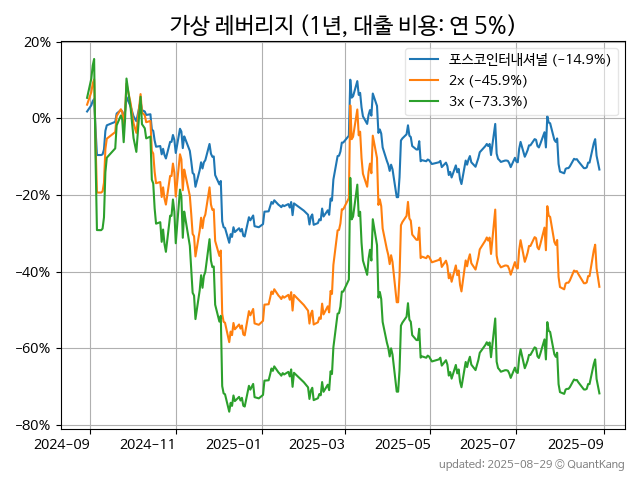 가상 레버리지 (1년, 대출 비용: 연 5%)
20%
0%
−20%
−40%
−60%
−80%
포스코인터내셔널 (−14.9%)
2x (−45.9%)
3x (−73.3%)
2024-09 2024-11 2025-01 2025-03 2025-05 2025-07 2025-09
updated: 2025-08-29 © QuantKang